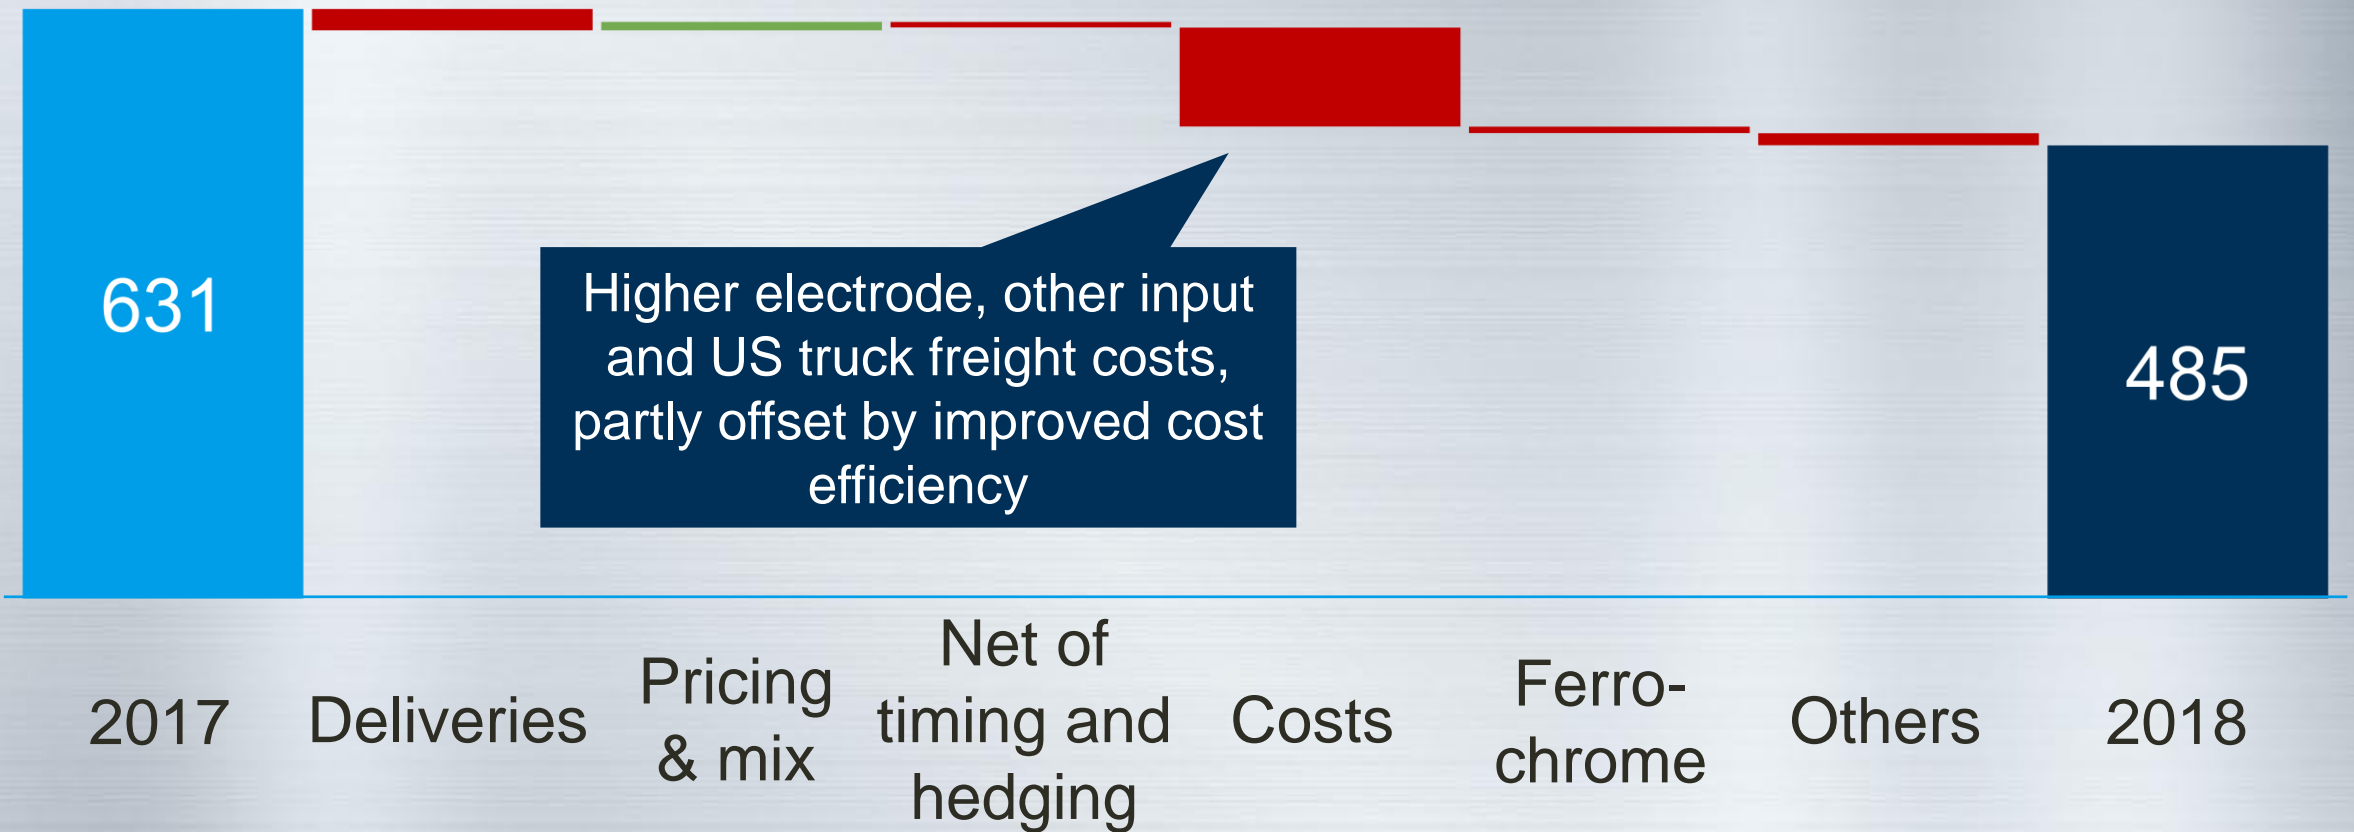 631
Higher electrode, other input
and US truck freight costs,
partly offset by improved cost
efficiency
485
2017
Deliveries
Pricing
& mix
Net of
timing and
hedging
Costs
Ferro-
chrome
Others
2018